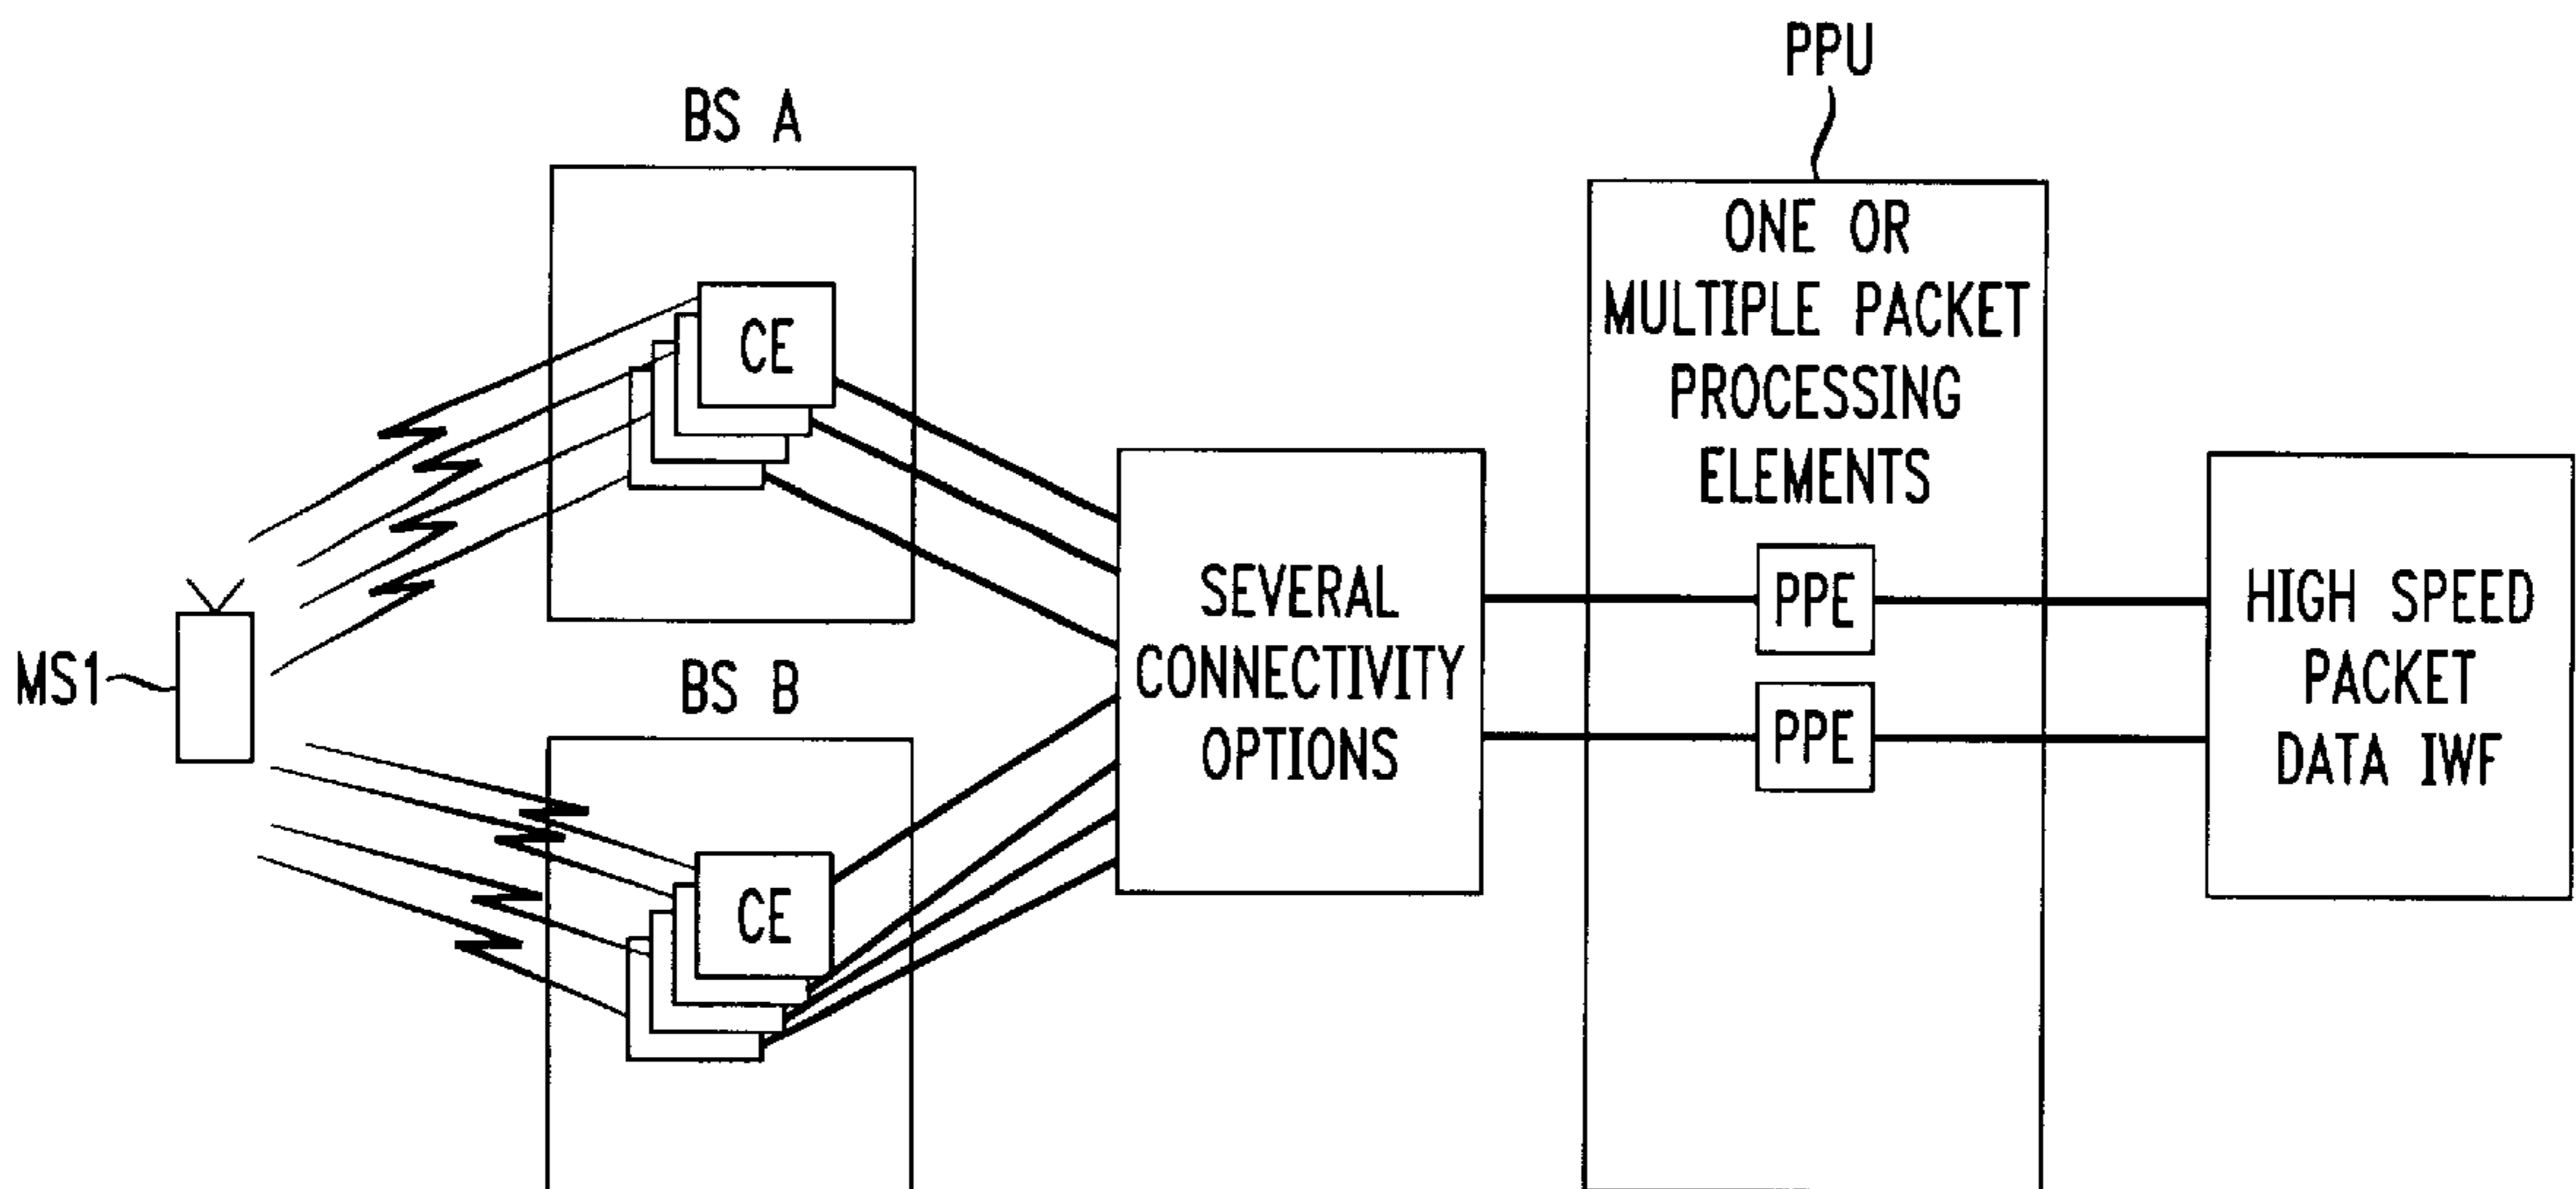 PPU
BS A
ONE OR
MULTIPLE PACKET
PROCESSING
ELEMENTS
CE
SEVERAL
CONNECTIVITY
OPTIONS
PPE
PPE
HIGH SPEED
PACKET
DATA IWF
MS1
BS B
CE